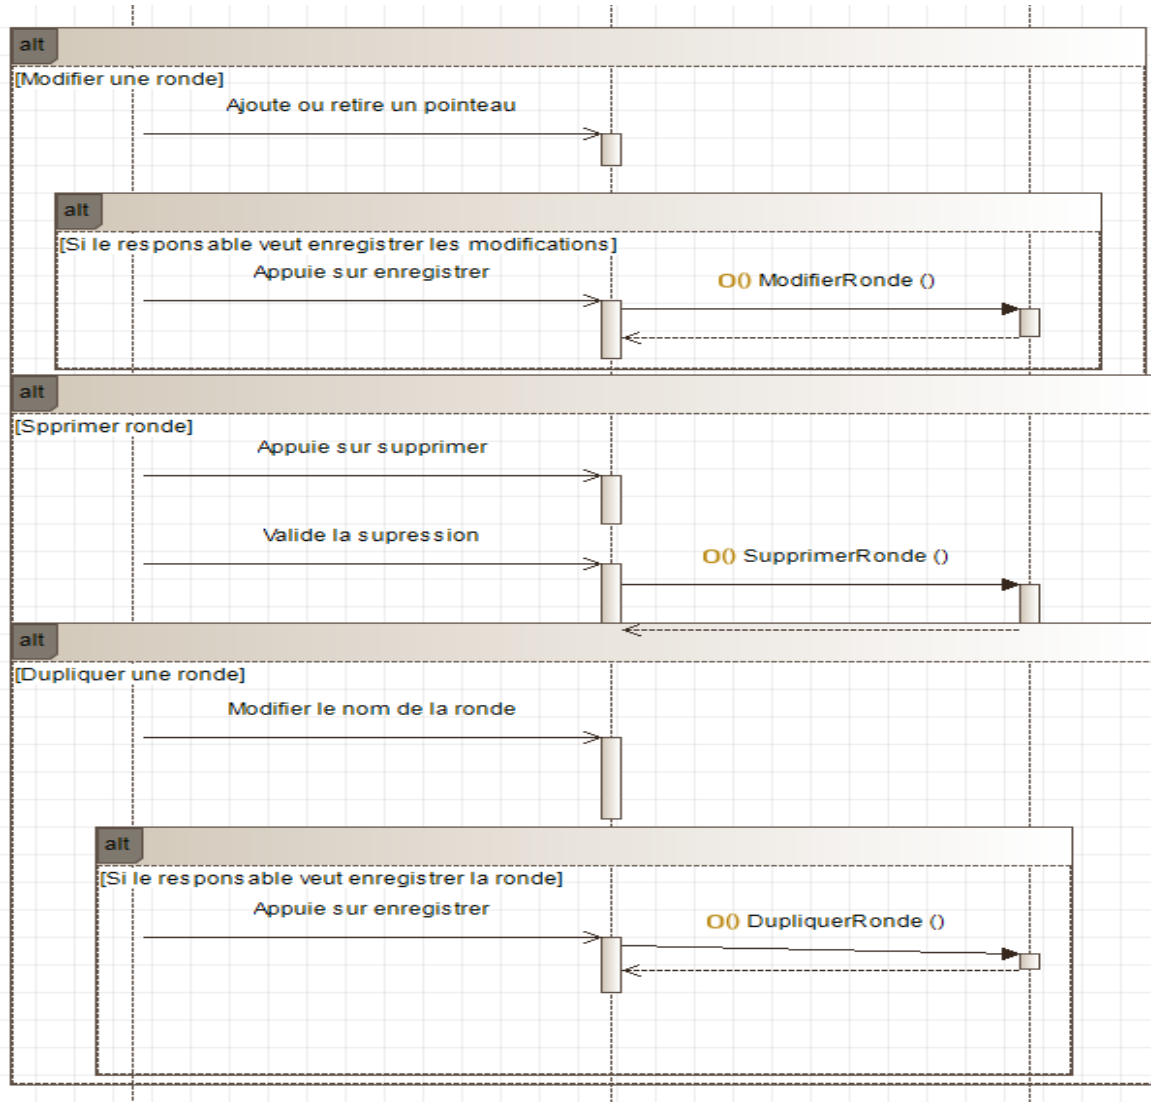 alt
[Modifier une ronde]
Ajoute ou retire un pointeau
alt
[Si le responsable veut enregistrer les modifications]
Appuie sur enregistrer
O() ModifierRonde ()
alt
[Spprimer ronde]
Appuie sur supprimer
Valide la supression
O() SupprimerRonde ()
alt
[Dupliquer une ronde]
Modifier le nom de la ronde
alt
[Si le responsable veut enregistrer la ronde]
Appuie sur enregistrer
O() DupliquerRonde ()